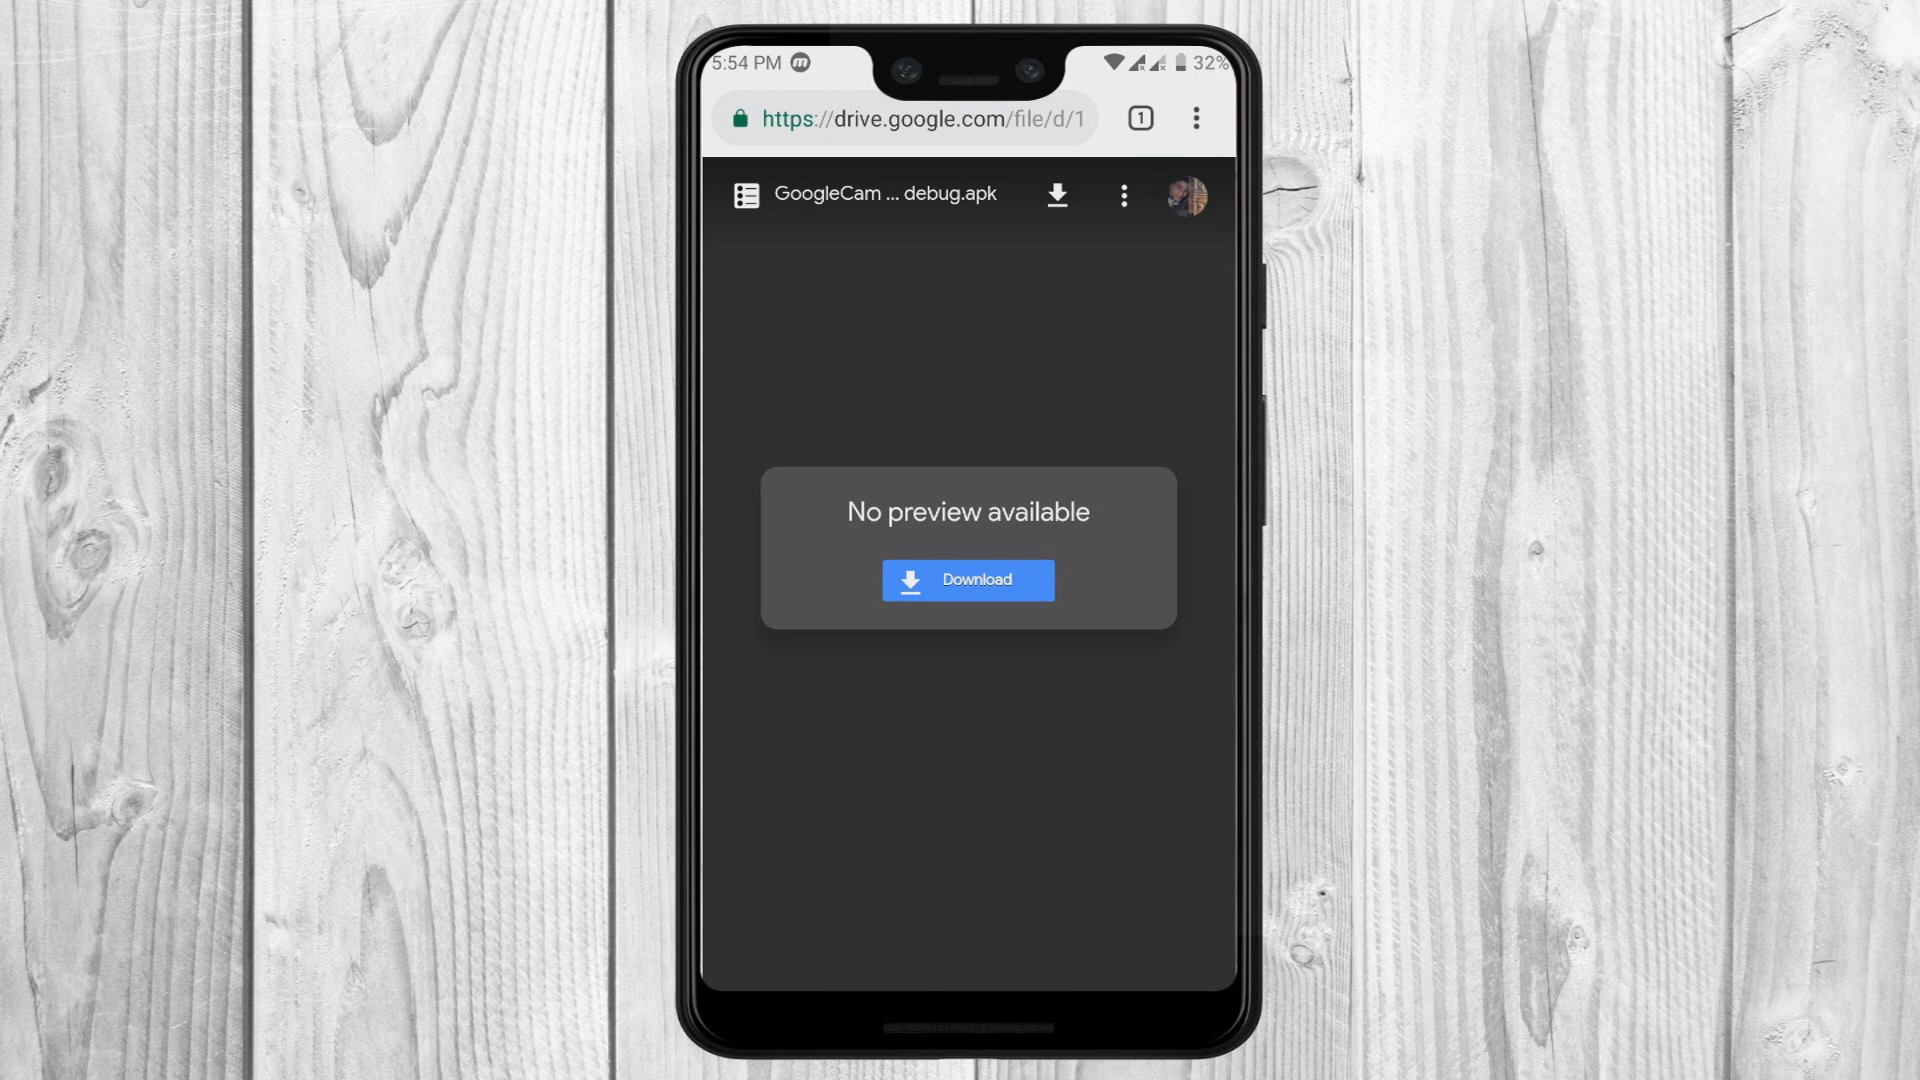 5:54 PM m 32%
https://drive.google.com/file/d/1 1
GoogleCam ... debug.apk
No preview available
Download